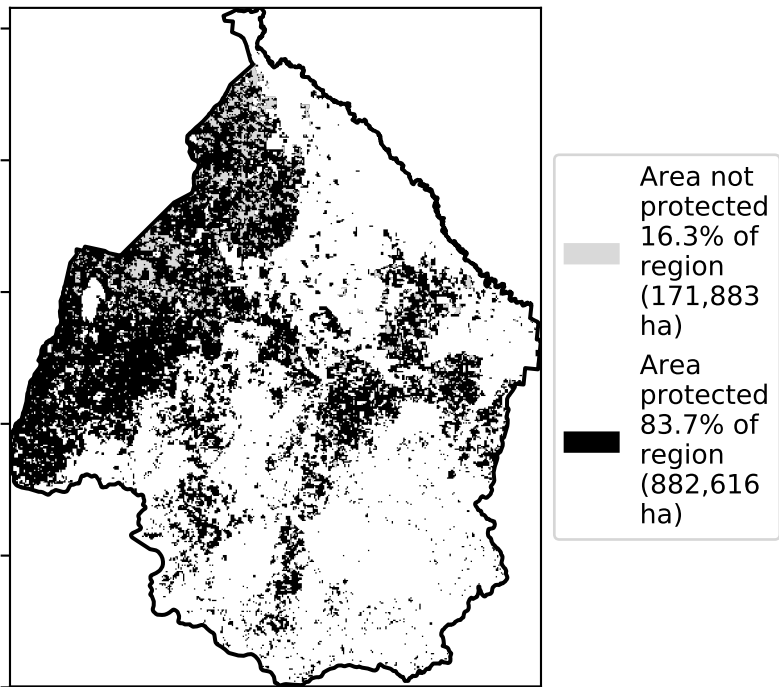 Area not
protected
16.3% of
region
(171,883
ha)
Area
protected
83.7% of
region
(882,616
ha)